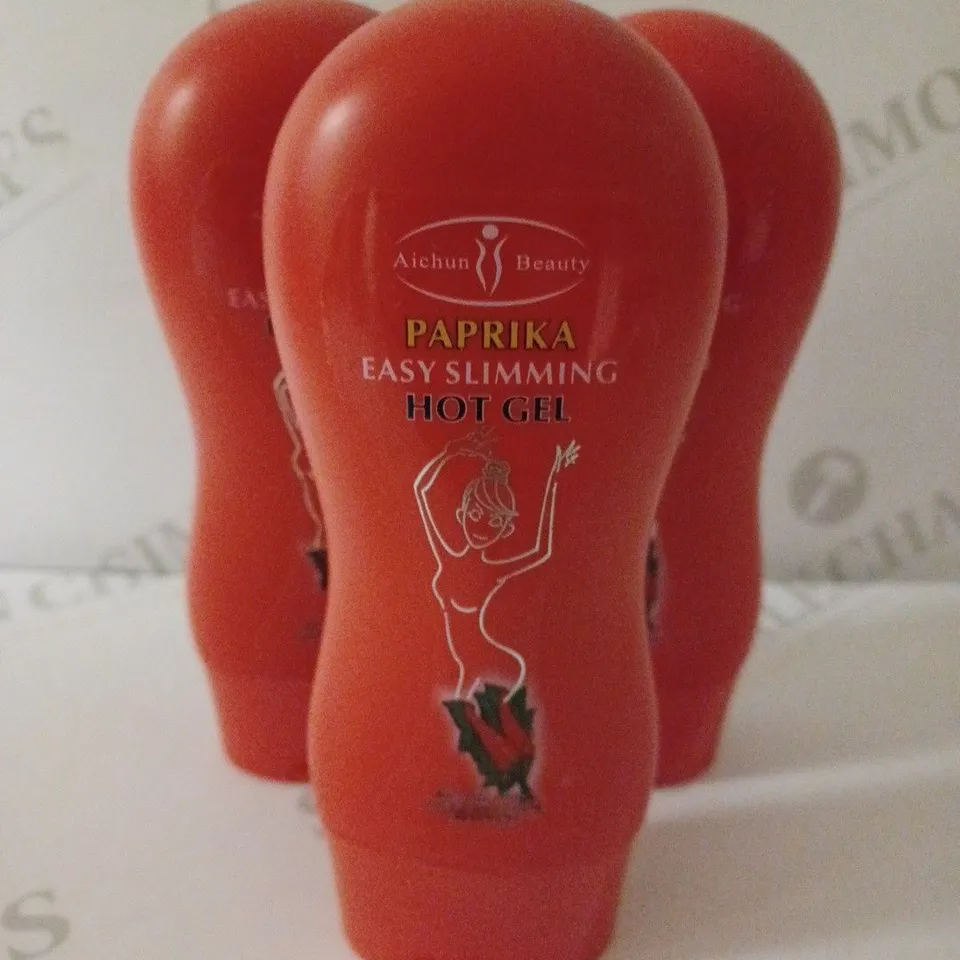 Aichun Beauty
PAPRIKA
EASY SLIMMING
HOT GEL